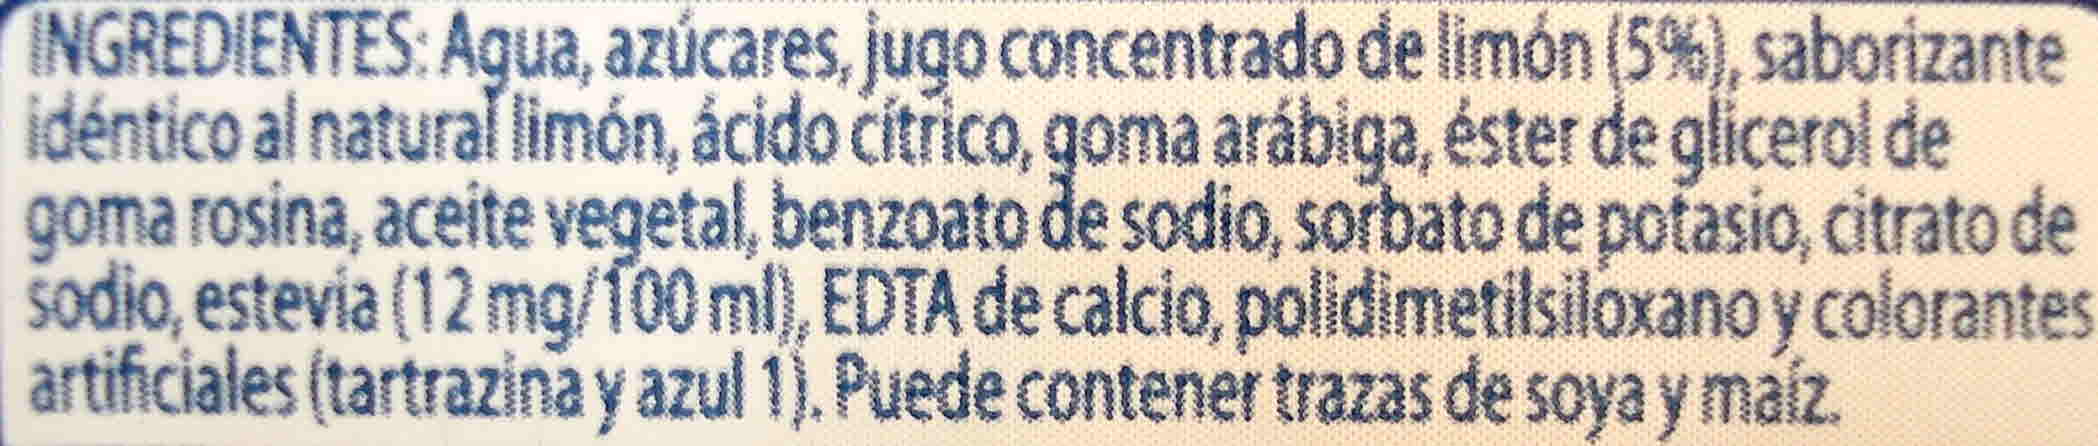 INGREDIENTES: Agua, azúcares, jugo concentrado de limón (5%), saborizante
idéntico al natural limón, ácido cítrico, goma arábiga, éster de glicerol de
goma rosina, aceite vegetal, benzoato de sodio, sorbato de potasio, citrato de
sodio, estevia (12 mg/100 ml), EDTA de calcio, polidimetilsiloxano y colorantes
artificiales (tartrazina y azul 1). Puede contener trazas de soya y maíz.